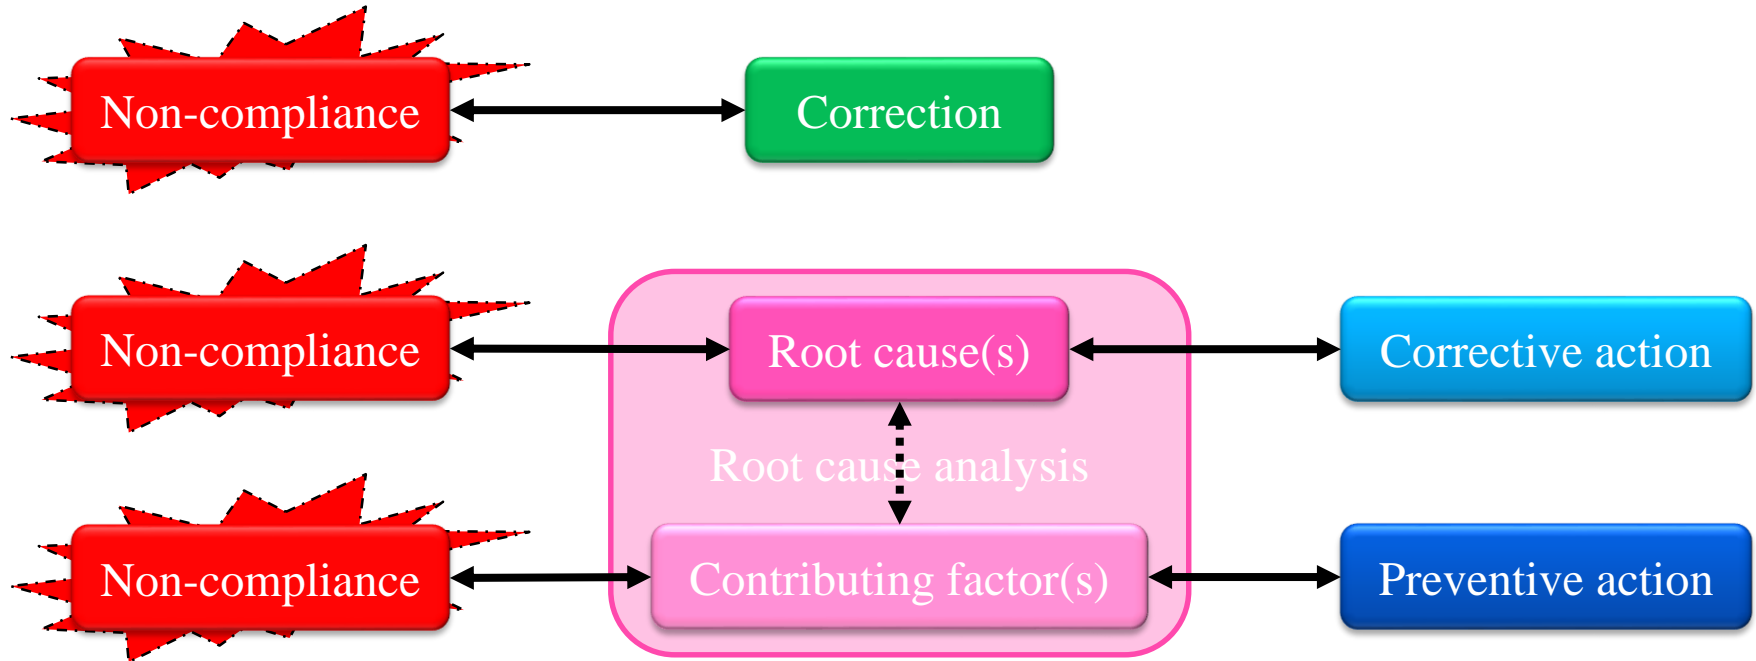 Non-compliance
Correction
Non-compliance
Root cause(s)
Corrective action
Root cause analysis
Non-compliance
Contributing factor(s)
Preventive action